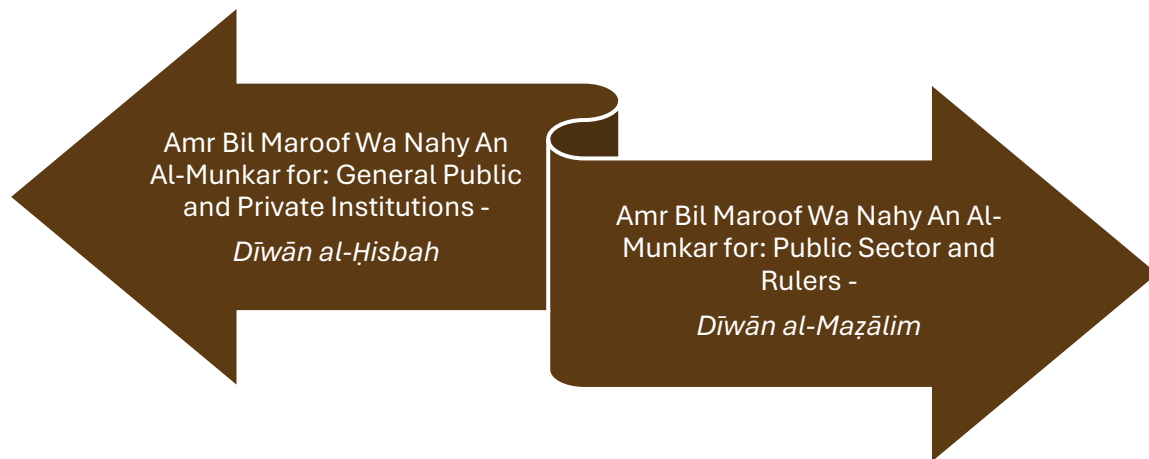 Amr Bil Maroof Wa Nahy An
Al-Munkar for: General Public
and Private Institutions -
Dīwān al-Ḥisbah
Amr Bil Maroof Wa Nahy An Al-
Munkar for: Public Sector and
Rulers -
Dīwān al-Maẓālim